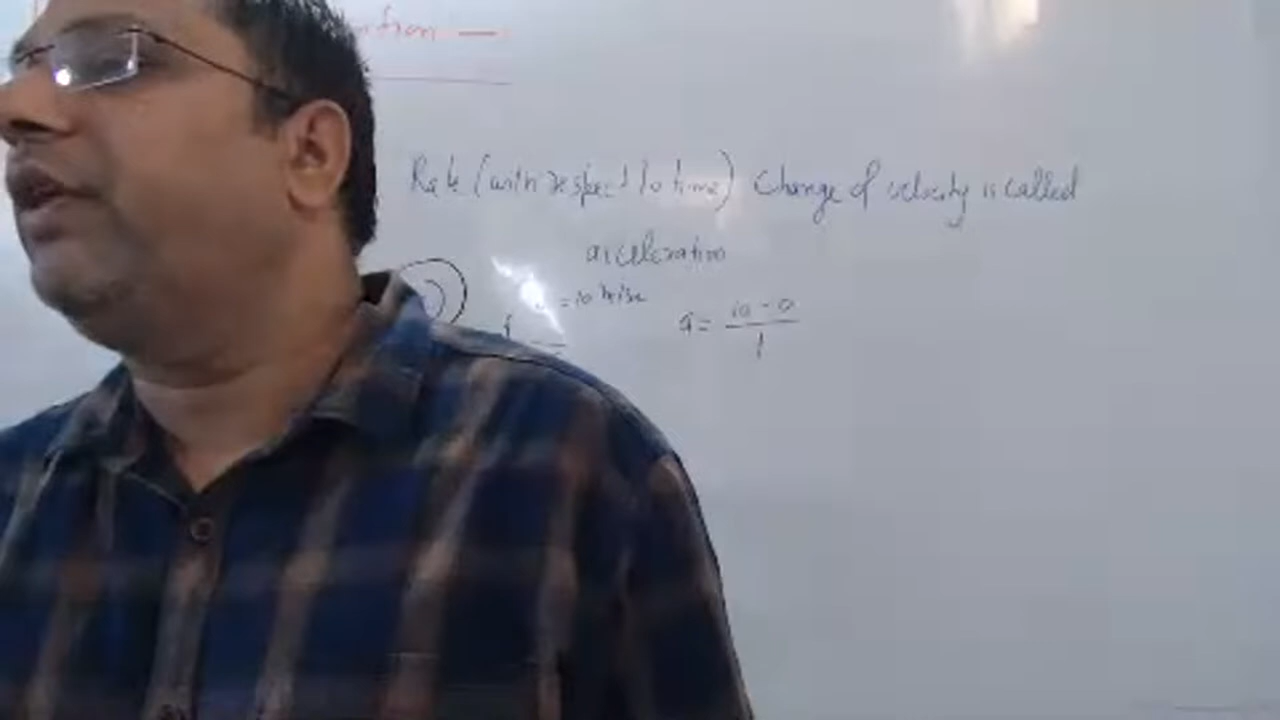 Rate (with respect to time) Change of velocity is called
acceleration
= 10 m/sec
a = 10 - 0 / 1